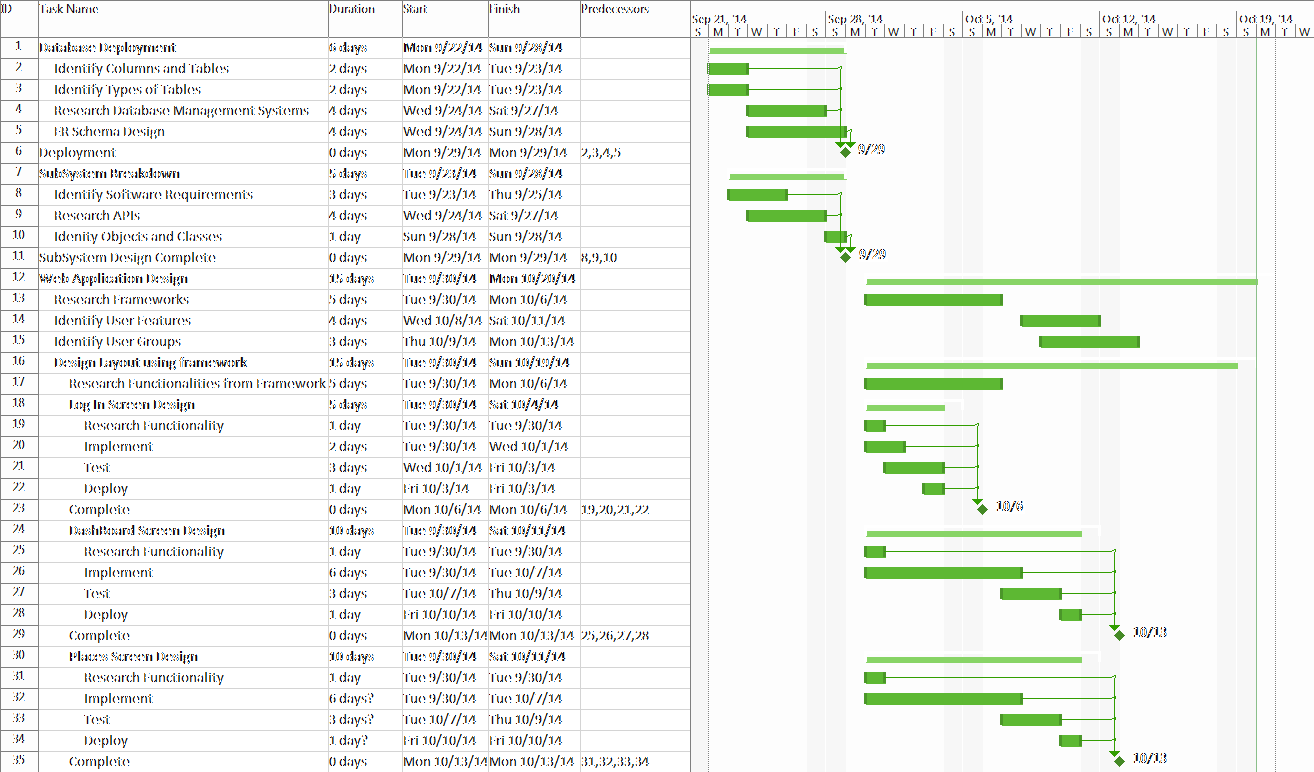 ID Task Name Duration Start Finish Predecessors Sep 21, '14 Sep 28, '14 Oct 5, '14 Oct 12, '14 Oct 19, '14
S M T W T F S S M T W T F S S M T W T F S S M T W T F S S M T W
1 Database Deployment 6 days Mon 9/22/14 Sun 9/28/14
2 Identify Columns and Tables 2 days Mon 9/22/14 Tue 9/23/14
3 Identify Types of Tables 2 days Mon 9/22/14 Tue 9/23/14
4 Research Database Management Systems 4 days Wed 9/24/14 Sat 9/27/14
5 ER Schema Design 4 days Wed 9/24/14 Sun 9/28/14
6 Deployment 0 days Mon 9/29/14 Mon 9/29/14 2,3,4,5 9/29
7 SubSystem Breakdown 5 days Tue 9/23/14 Sun 9/28/14
8 Identify Software Requirements 3 days Tue 9/23/14 Thu 9/25/14
9 Research APIs 4 days Wed 9/24/14 Sat 9/27/14
10 Identiy Objects and Classes 1 day Sun 9/28/14 Sun 9/28/14
11 SubSystem Design Complete 0 days Mon 9/29/14 Mon 9/29/14 8,9,10 9/29
12 Web Application Design 15 days Tue 9/30/14 Mon 10/20/14
13 Research Frameworks 5 days Tue 9/30/14 Mon 10/6/14
14 Identify User Features 4 days Wed 10/8/14 Sat 10/11/14
15 Identify User Groups 3 days Thu 10/9/14 Mon 10/13/14
16 Design Layout using framework 15 days Tue 9/30/14 Sun 10/19/14
17 Research Functionalities from Framework 5 days Tue 9/30/14 Mon 10/6/14
18 Log In Screen Design 5 days Tue 9/30/14 Sat 10/4/14
19 Research Functionality 1 day Tue 9/30/14 Tue 9/30/14
20 Implement 2 days Tue 9/30/14 Wed 10/1/14
21 Test 3 days Wed 10/1/14 Fri 10/3/14
22 Deploy 1 day Fri 10/3/14 Fri 10/3/14
23 Complete 0 days Mon 10/6/14 Mon 10/6/14 19,20,21,22 10/6
24 DashBoard Screen Design 10 days Tue 9/30/14 Sat 10/11/14
25 Research Functionality 1 day Tue 9/30/14 Tue 9/30/14
26 Implement 6 days Tue 9/30/14 Tue 10/7/14
27 Test 3 days Tue 10/7/14 Thu 10/9/14
28 Deploy 1 day Fri 10/10/14 Fri 10/10/14
29 Complete 0 days Mon 10/13/14 Mon 10/13/14 25,26,27,28 10/13
30 Places Screen Design 10 days Tue 9/30/14 Sat 10/11/14
31 Research Functionality 1 day Tue 9/30/14 Tue 9/30/14
32 Implement 6 days? Tue 9/30/14 Tue 10/7/14
33 Test 3 days? Tue 10/7/14 Thu 10/9/14
34 Deploy 1 day? Fri 10/10/14 Fri 10/10/14
35 Complete 0 days Mon 10/13/14 Mon 10/13/14 31,32,33,34 10/13